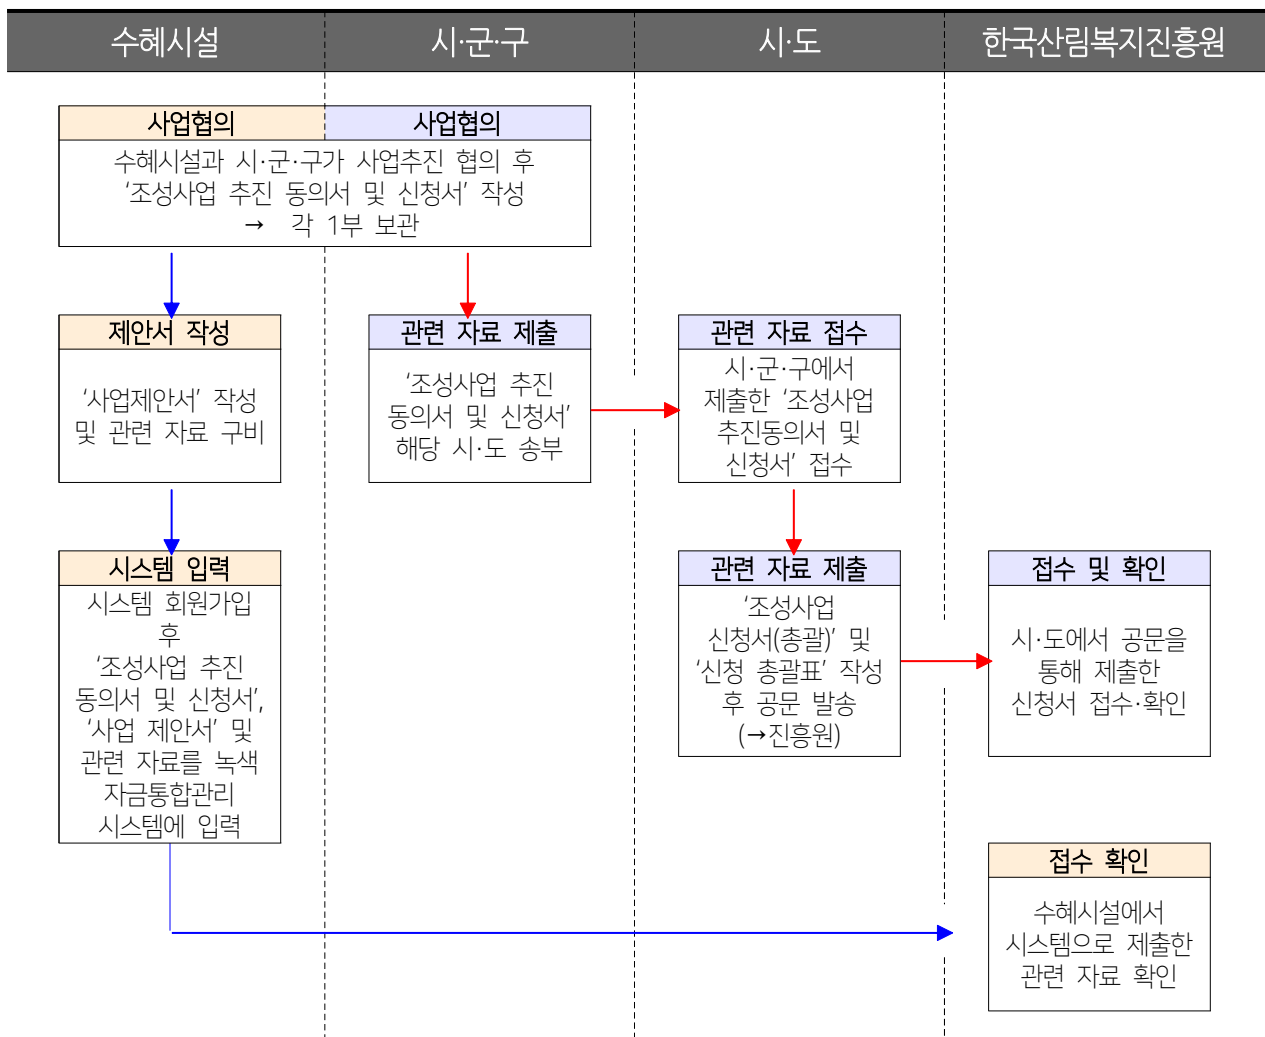 수혜시설
시·군·구
시·도
한국산림복지진흥원
사업협의
사업협의
수혜시설과 시·군·구가 사업추진 협의 후
‘조성사업 추진 동의서 및 신청서’ 작성
→ 각 1부 보관
제안서 작성
‘사업제안서’ 작성
및 관련 자료 구비
관련 자료 제출
‘조성사업 추진
동의서 및 신청서’
해당 시·도 송부
관련 자료 접수
시·군·구에서
제출한 ‘조성사업
추진동의서 및
신청서’ 접수
시스템 입력
시스템 회원가입
후
‘조성사업 추진
동의서 및 신청서’,
‘사업 제안서’ 및
관련 자료를 녹색
자금통합관리
시스템에 입력
관련 자료 제출
‘조성사업
신청서(총괄)’ 및
‘신청 총괄표’ 작성
후 공문 발송
(→진흥원)
접수 및 확인
시·도에서 공문을
통해 제출한
신청서 접수·확인
접수 확인
수혜시설에서
시스템으로 제출한
관련 자료 확인